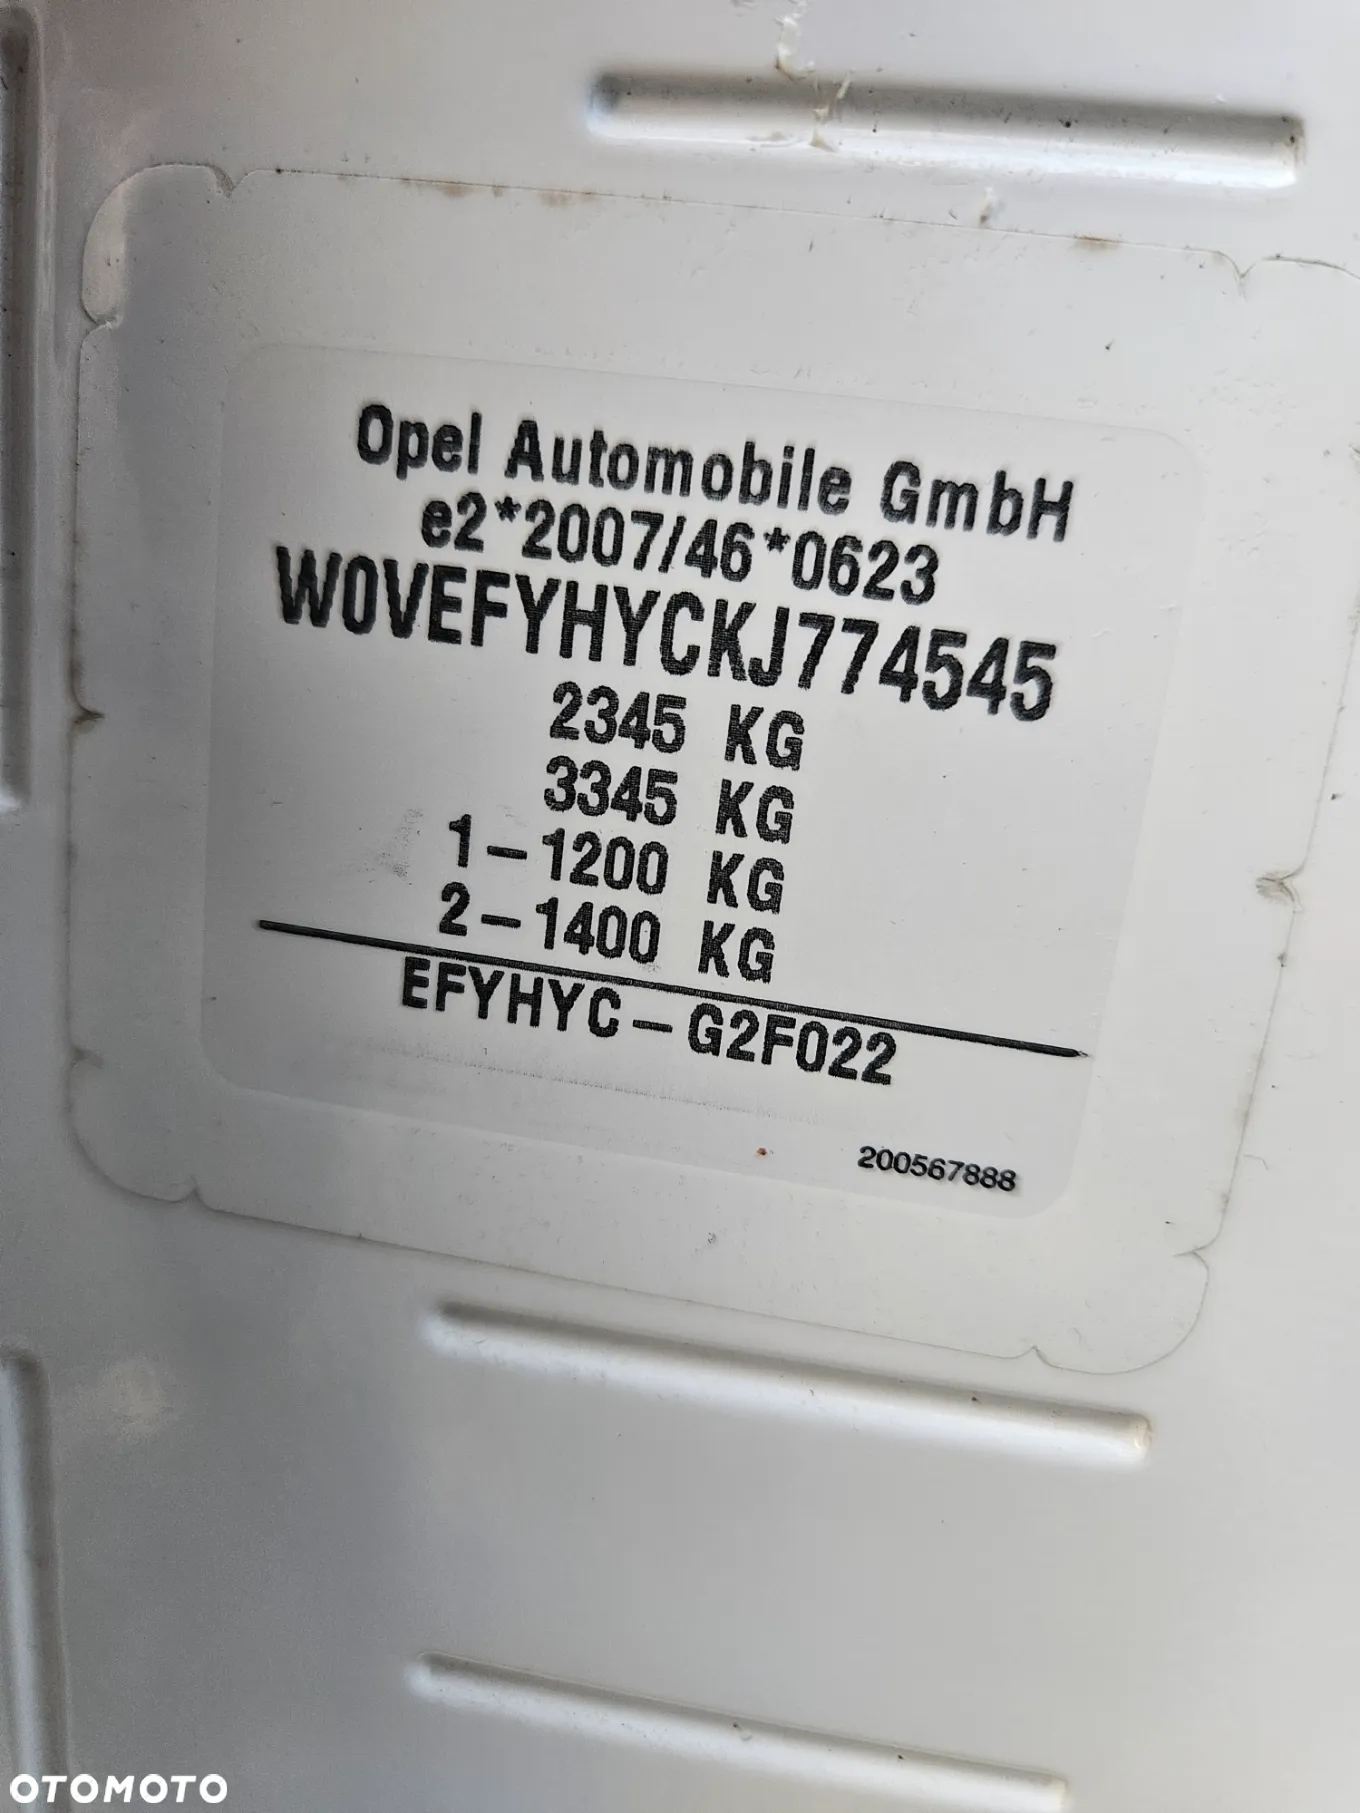 Opel Automobile GmbH
e2*2007/46*0623
W0VEFYHYCKJ774545
2345 KG
3345 KG
1-1200 KG
2-1400 KG
EFYHYC-G2F022
200567888
OTOMOTO